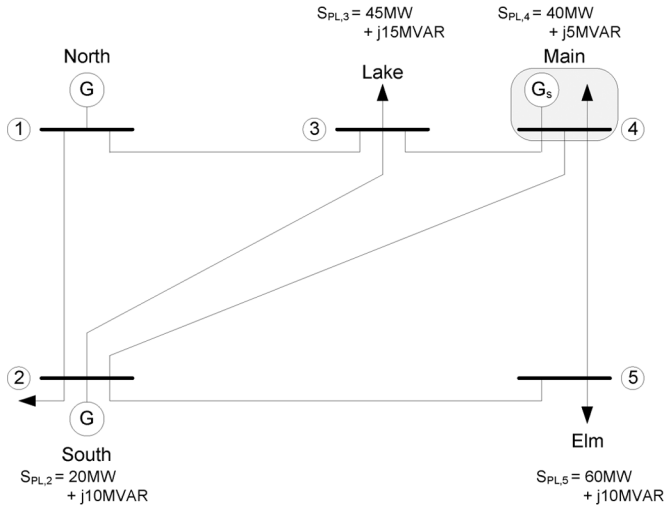 S_PL,3 = 45MW
+ j15MVAR
S_PL,4 = 40MW
+ j5MVAR
North
Lake
Main
G
Gs
1
3
4
2
5
G
South
Elm
S_PL,2 = 20MW
+ j10MVAR
S_PL,5 = 60MW
+ j10MVAR